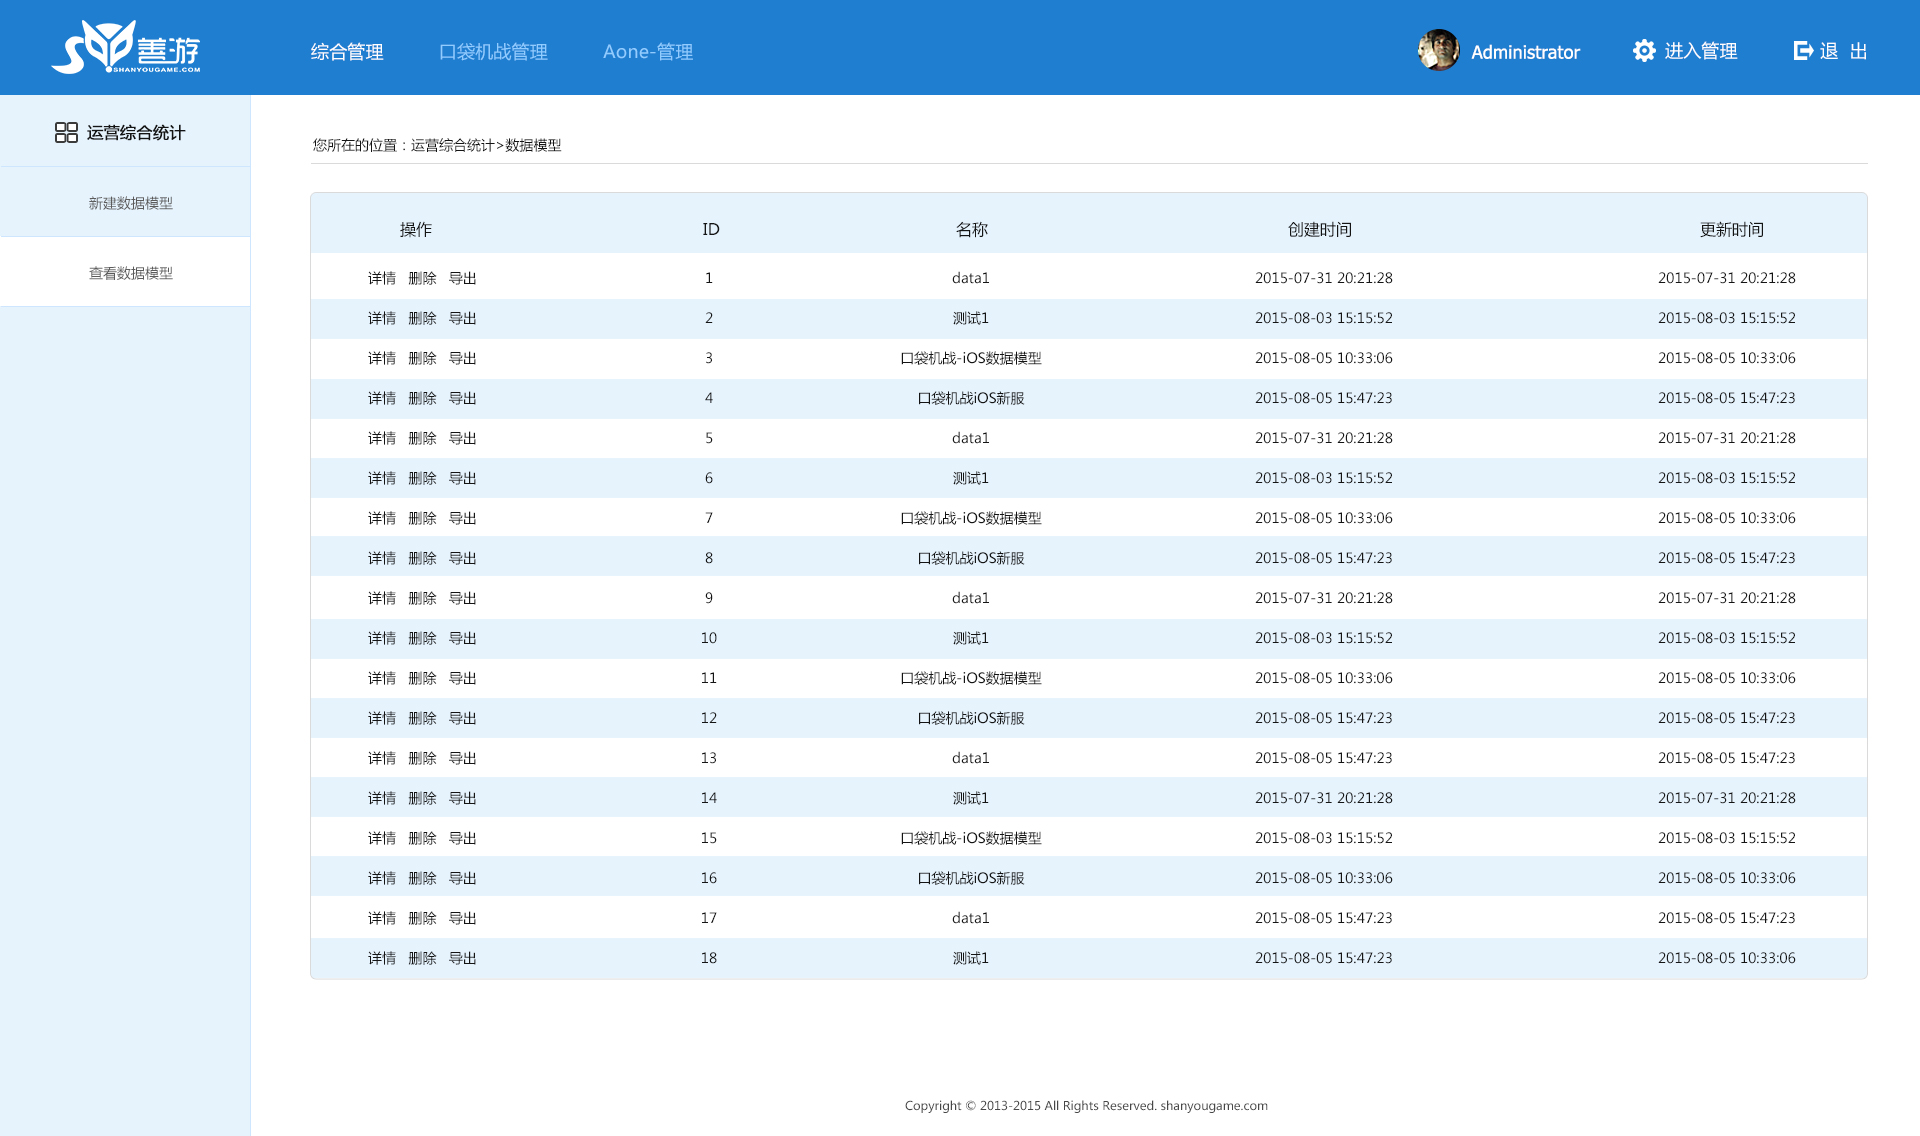 善游
SHANYOUGAME.COM
综合管理 口袋机战管理 Aone-管理 Administrator 进入管理 退 出
运营综合统计
新建数据模型
查看数据模型
您所在的位置：运营综合统计>数据模型
操作 ID 名称 创建时间 更新时间
详情 删除 导出 1 data1 2015-07-31 20:21:28 2015-07-31 20:21:28
详情 删除 导出 2 测试1 2015-08-03 15:15:52 2015-08-03 15:15:52
详情 删除 导出 3 口袋机战-iOS数据模型 2015-08-05 10:33:06 2015-08-05 10:33:06
详情 删除 导出 4 口袋机战iOS新服 2015-08-05 15:47:23 2015-08-05 15:47:23
详情 删除 导出 5 data1 2015-07-31 20:21:28 2015-07-31 20:21:28
详情 删除 导出 6 测试1 2015-08-03 15:15:52 2015-08-03 15:15:52
详情 删除 导出 7 口袋机战-iOS数据模型 2015-08-05 10:33:06 2015-08-05 10:33:06
详情 删除 导出 8 口袋机战iOS新服 2015-08-05 15:47:23 2015-08-05 15:47:23
详情 删除 导出 9 data1 2015-07-31 20:21:28 2015-07-31 20:21:28
详情 删除 导出 10 测试1 2015-08-03 15:15:52 2015-08-03 15:15:52
详情 删除 导出 11 口袋机战-iOS数据模型 2015-08-05 10:33:06 2015-08-05 10:33:06
详情 删除 导出 12 口袋机战iOS新服 2015-08-05 15:47:23 2015-08-05 15:47:23
详情 删除 导出 13 data1 2015-08-05 15:47:23 2015-08-05 15:47:23
详情 删除 导出 14 测试1 2015-07-31 20:21:28 2015-07-31 20:21:28
详情 删除 导出 15 口袋机战-iOS数据模型 2015-08-03 15:15:52 2015-08-03 15:15:52
详情 删除 导出 16 口袋机战iOS新服 2015-08-05 10:33:06 2015-08-05 10:33:06
详情 删除 导出 17 data1 2015-08-05 15:47:23 2015-08-05 15:47:23
详情 删除 导出 18 测试1 2015-08-05 15:47:23 2015-08-05 10:33:06
Copyright © 2013-2015 All Rights Reserved. shanyougame.com